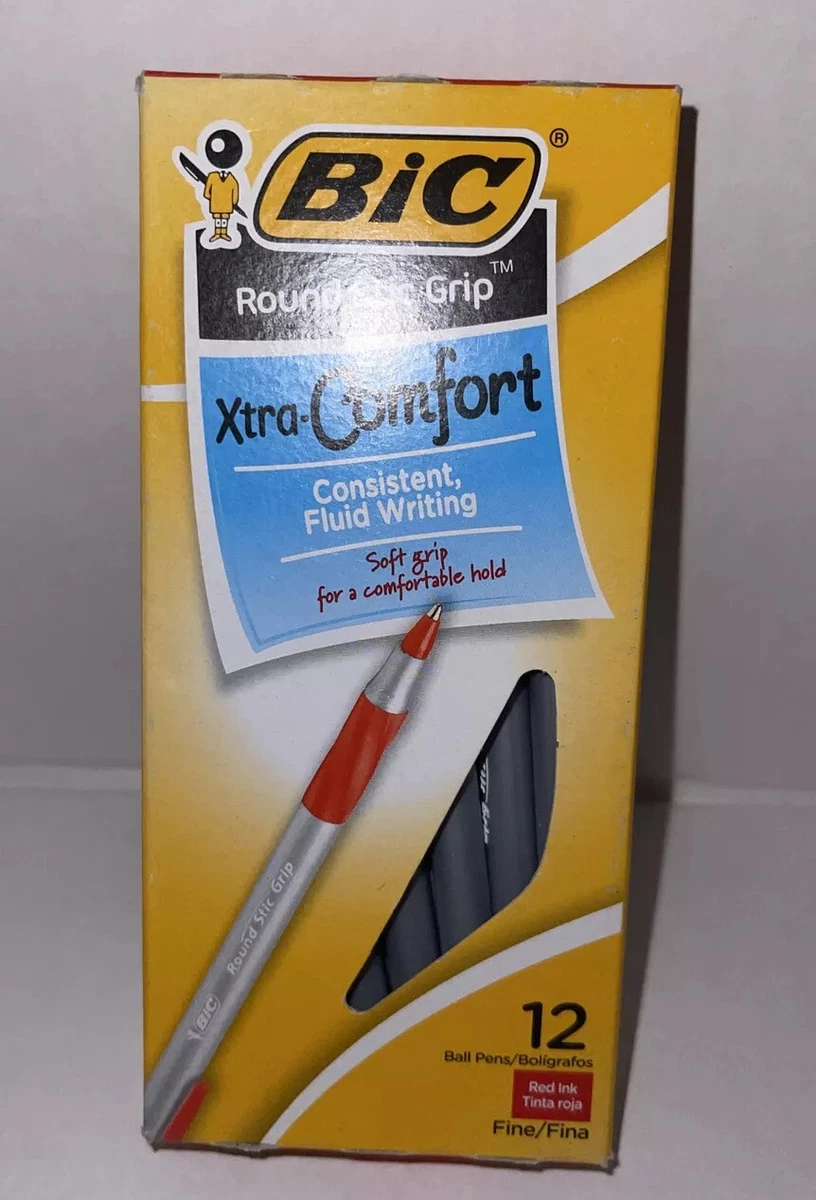 BiC®
Round Stic Grip™
Xtra-Comfort
Consistent,
Fluid Writing
Soft grip
for a comfortable hold
BiC Round Stic Grip
12
Ball Pens/Bolígrafos
Red Ink
Tinta roja
Fine/Fina